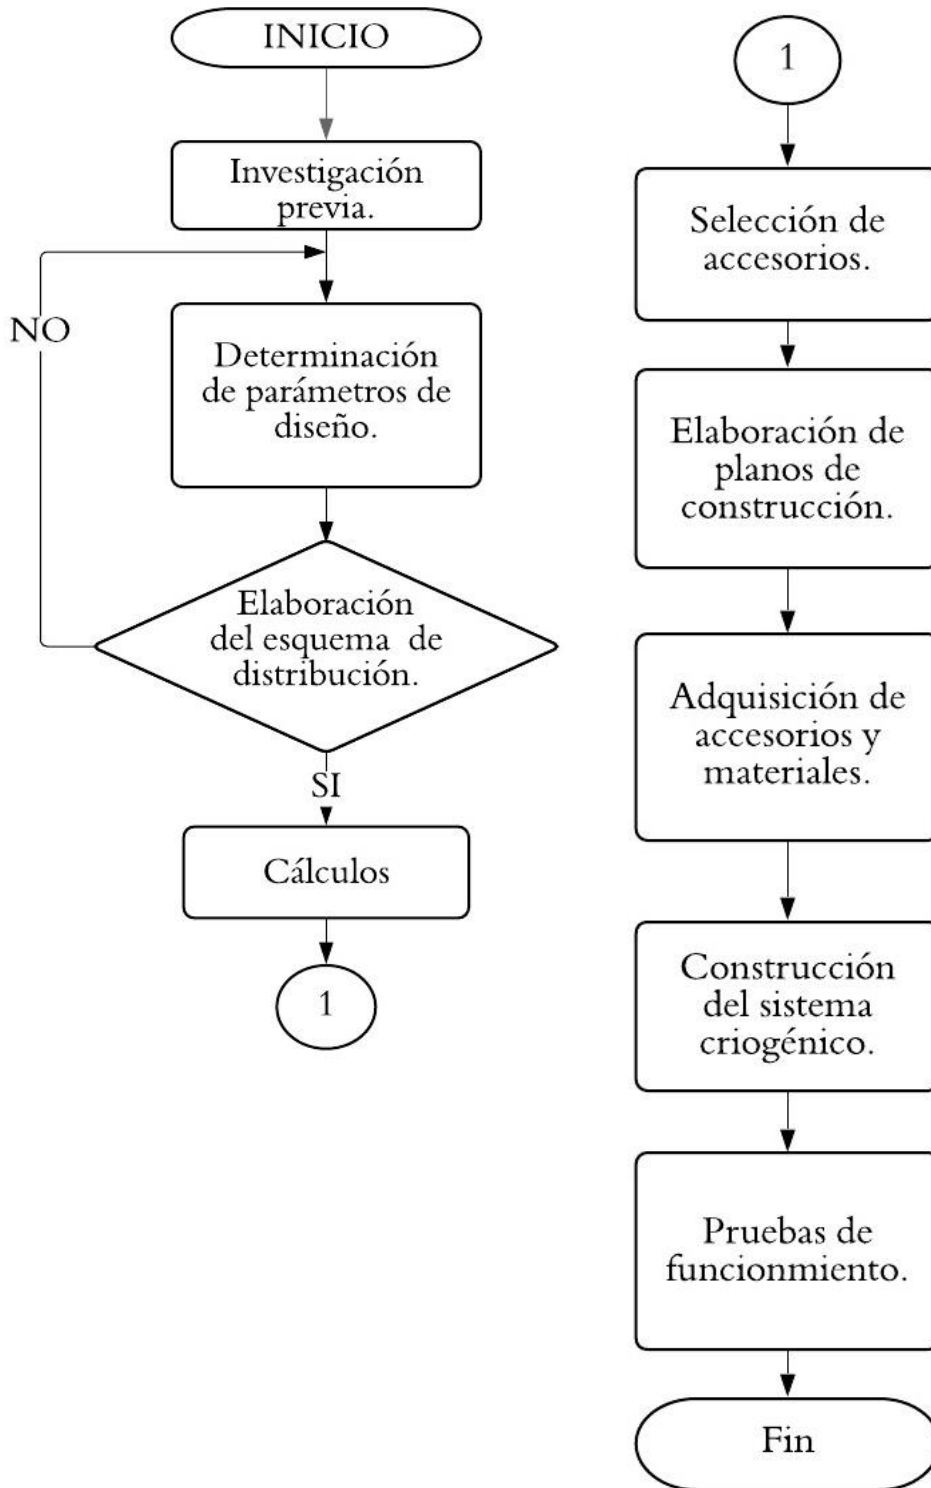 INICIO
Investigación
previa.
NO
Determinación
de parámetros de
diseño.
Elaboración
del esquema de
distribución.
SI
Cálculos
1
1
Selección de
accesorios.
Elaboración de
planos de
construcción.
Adquisición de
accesorios y
materiales.
Construcción
del sistema
criogénico.
Pruebas de
funcionmiento.
Fin